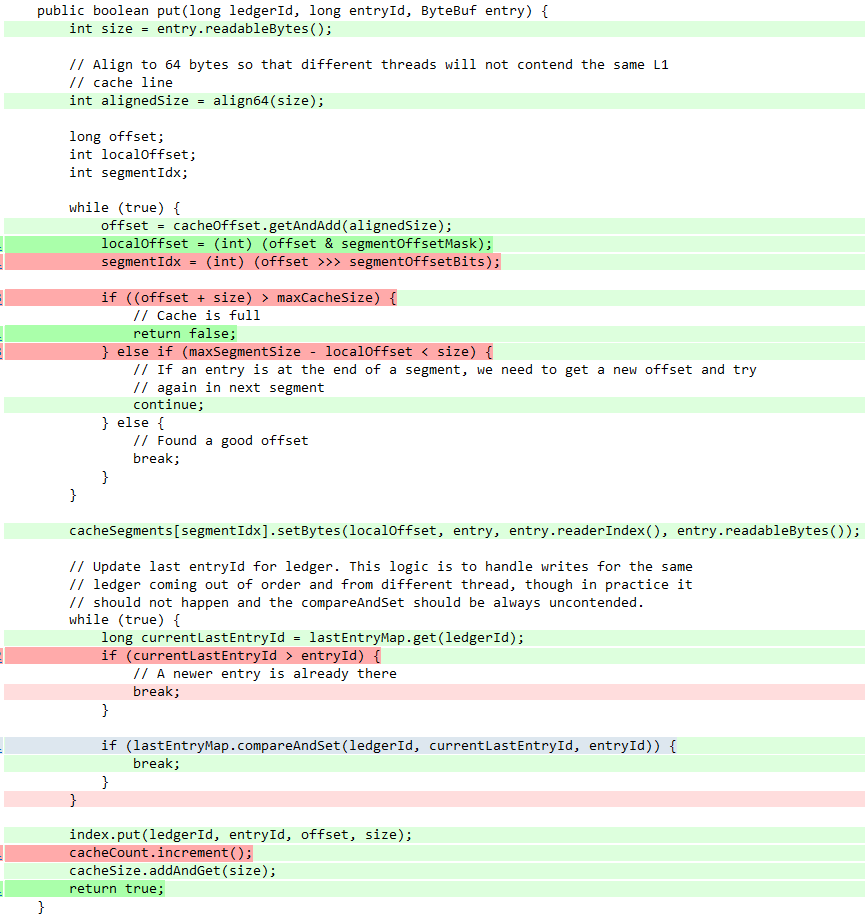 public boolean put(long ledgerId, long entryId, ByteBuf entry) {
int size = entry.readableBytes();
// Align to 64 bytes so that different threads will not contend the same L1
// cache line
int alignedSize = align64(size);
long offset;
int localOffset;
int segmentIdx;
while (true) {
offset = cacheOffset.getAndAdd(alignedSize);
localOffset = (int) (offset & segmentOffsetMask);
segmentIdx = (int) (offset >>> segmentOffsetBits);
if ((offset + size) > maxCacheSize) {
// Cache is full
return false;
} else if (maxSegmentSize - localOffset < size) {
// If an entry is at the end of a segment, we need to get a new offset and try
// again in next segment
continue;
} else {
// Found a good offset
break;
}
}
cacheSegments[segmentIdx].setBytes(localOffset, entry, entry.readerIndex(), entry.readableBytes());
// Update last entryId for ledger. This logic is to handle writes for the same
// ledger coming out of order and from different thread, though in practice it
// should not happen and the compareAndSet should be always uncontended.
while (true) {
long currentLastEntryId = lastEntryMap.get(ledgerId);
if (currentLastEntryId > entryId) {
// A newer entry is already there
break;
}
if (lastEntryMap.compareAndSet(ledgerId, currentLastEntryId, entryId)) {
break;
}
}
index.put(ledgerId, entryId, offset, size);
cacheCount.increment();
cacheSize.addAndGet(size);
return true;
}